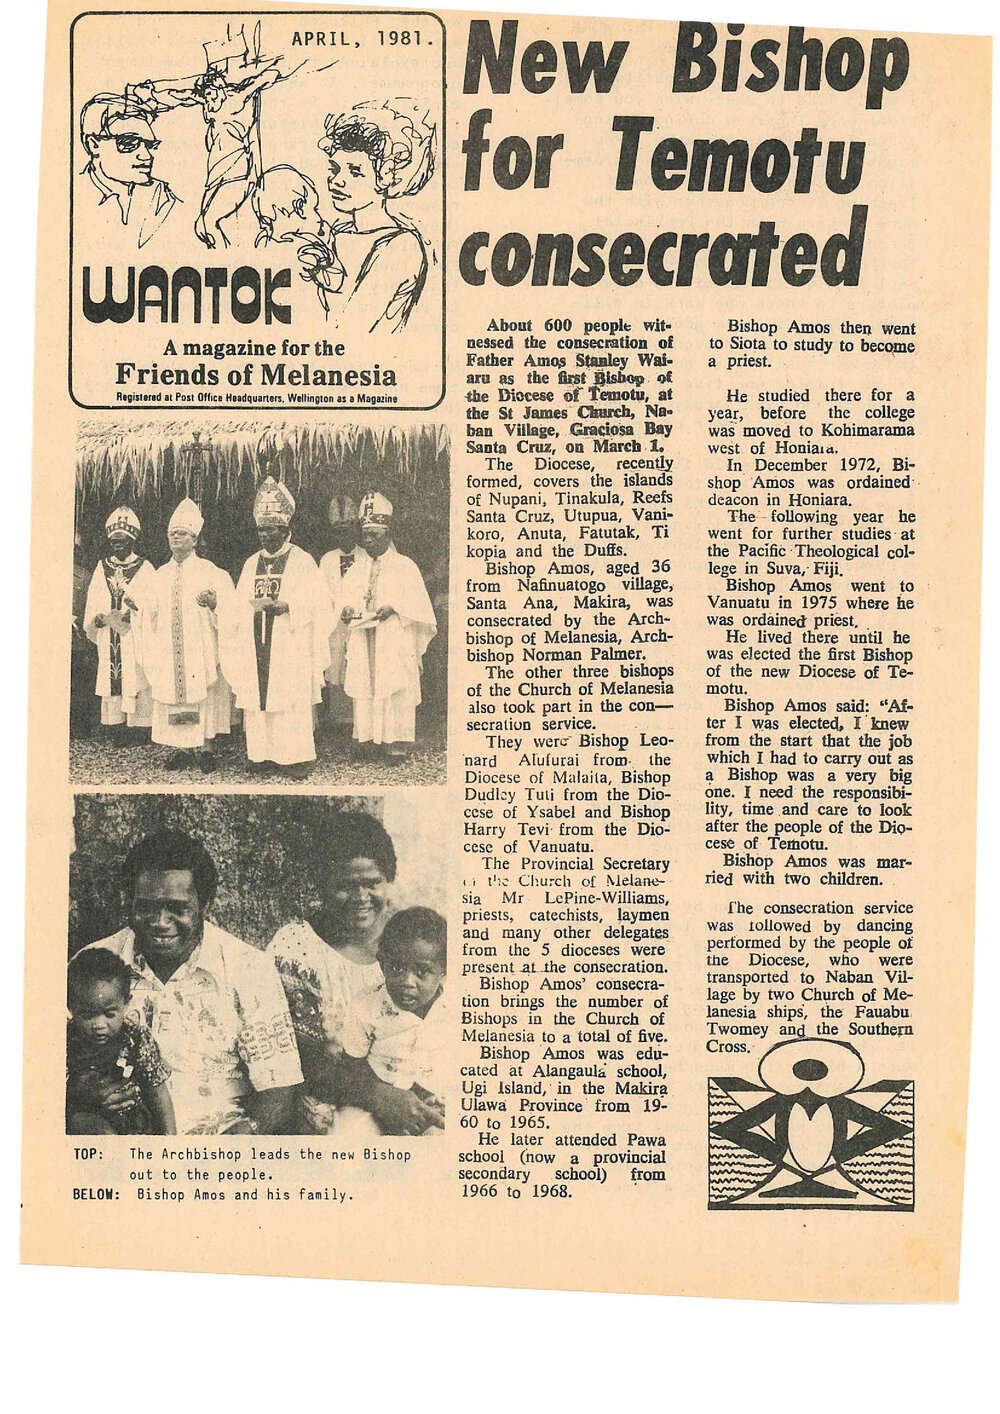 APRIL, 1981.
WANTOK
A magazine for the
Friends of Melanesia
Registered at Post Office Headquarters, Wellington as a Magazine
New Bishop
for Temotu
consecrated
About 600 people wit-
nessed the consecration of
Father Amos Stanley Wai-
aru as the first Bishop of
the Diocese of Temotu, at
the St James Church, Na-
ban Village, Graciosa Bay
Santa Cruz, on March 1.
The Diocese, recently
formed, covers the islands
of Nupani, Tinakula, Reefs
Santa Cruz, Utupua, Vani-
koro, Anuta, Fatutak, Ti
kopia and the Duffs.
Bishop Amos, aged 36
from Nafinuatogo village,
Santa Ana, Makira, was
consecrated by the Arch-
bishop of Melanesia, Arch-
bishop Norman Palmer.
The other three bishops
of the Church of Melanesia
also took part in the con—
secration service.
They were Bishop Leo-
nard Alufurai from the
Diocese of Malaita, Bishop
Dudley Tuti from the Dio-
cese of Ysabel and Bishop
Harry Tevi from the Dio-
cese of Vanuatu.
The Provincial Secretary
of the Church of Melane-
sia Mr LePine-Williams,
priests, catechists, laymen
and many other delegates
from the 5 dioceses were
present at the consecration.
Bishop Amos' consecra-
tion brings the number of
Bishops in the Church of
Melanesia to a total of five.
Bishop Amos was edu-
cated at Alangaula school,
Ugi Island, in the Makira
Ulawa Province from 19-
60 to 1965.
He later attended Pawa
school (now a provincial
secondary school) from
1966 to 1968.
Bishop Amos then went
to Siota to study to become
a priest.
He studied there for a
year, before the college
was moved to Kohimarama
west of Honiara.
In December 1972, Bi-
shop Amos was ordained
deacon in Honiara.
The following year he
went for further studies at
the Pacific Theological col-
lege in Suva, Fiji.
Bishop Amos went to
Vanuatu in 1975 where he
was ordained priest.
He lived there until he
was elected the first Bishop
of the new Diocese of Te-
motu.
Bishop Amos said: “Af-
ter I was elected, I knew
from the start that the job
which I had to carry out as
a Bishop was a very big
one. I need the responsibi-
lity, time and care to look
after the people of the Dio-
cese of Temotu.
Bishop Amos was mar-
ried with two children.
The consecration service
was followed by dancing
performed by the people of
the Diocese, who were
transported to Naban Vil-
lage by two Church of Me-
lanesia ships, the Fauabu
Twomey and the Southern
Cross.
TOP: The Archbishop leads the new Bishop
out to the people.
BELOW: Bishop Amos and his family.